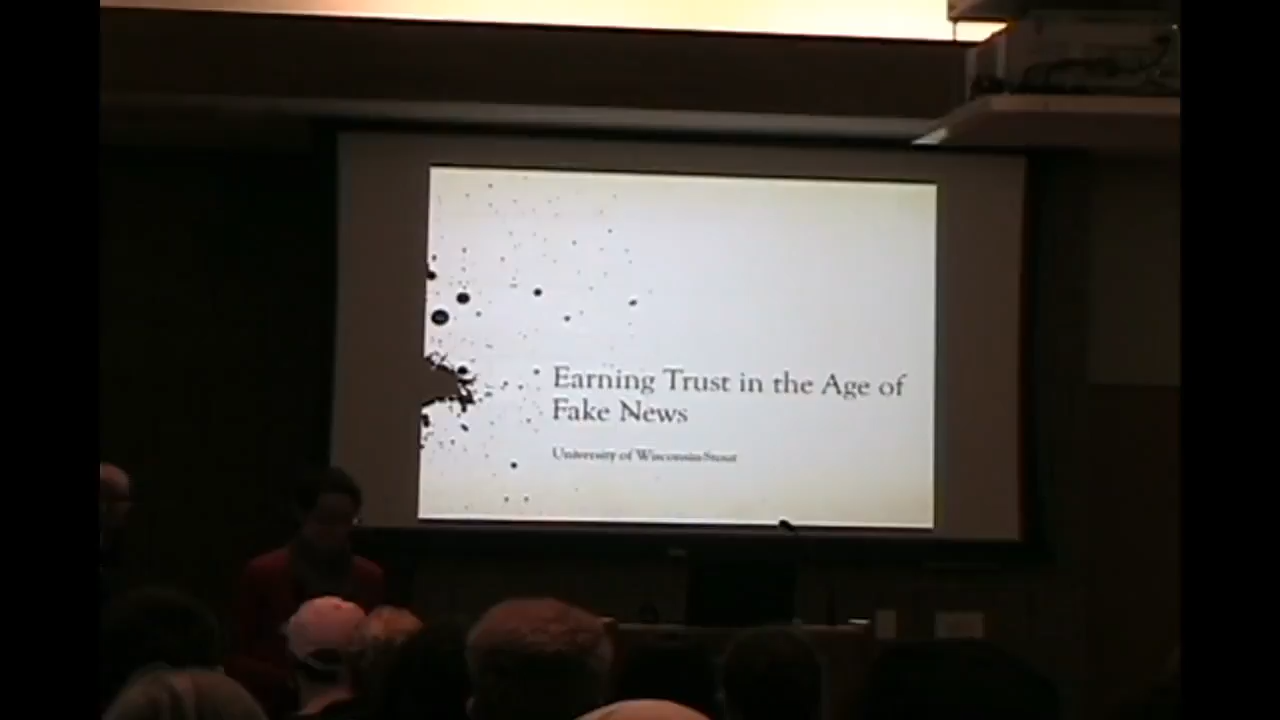 Earning Trust in the Age of
Fake News
University of Wisconsin-Stout